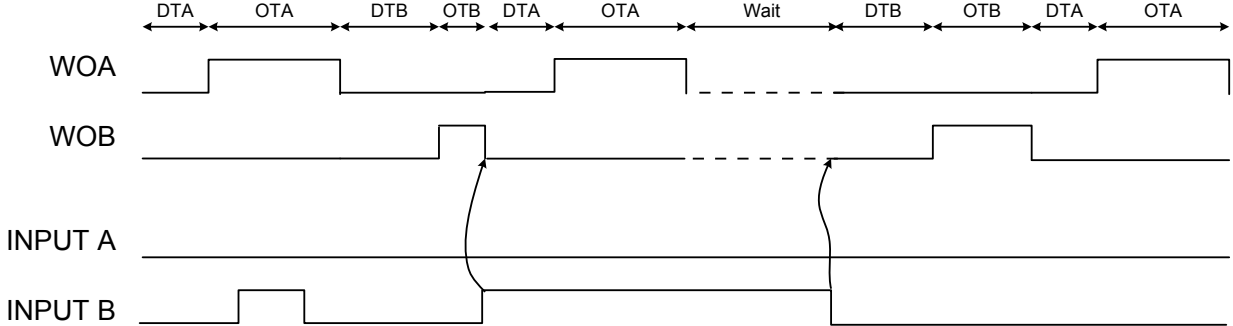 DTA OTA DTB OTB DTA OTA Wait DTB OTB DTA OTA
WOA
WOB
INPUT A
INPUT B